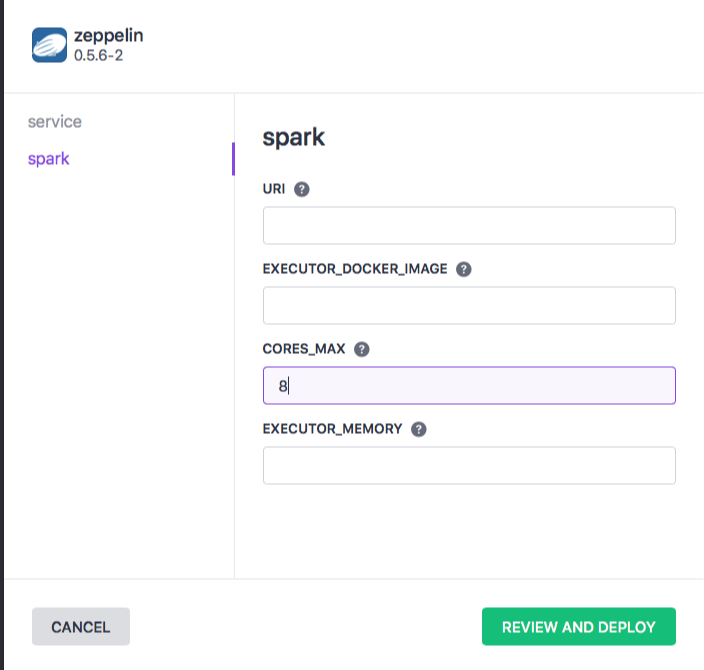 zeppelin
0.5.6-2
service
spark
spark
URI ?
EXECUTOR_DOCKER_IMAGE ?
CORES_MAX ?
8
EXECUTOR_MEMORY ?
CANCEL
REVIEW AND DEPLOY